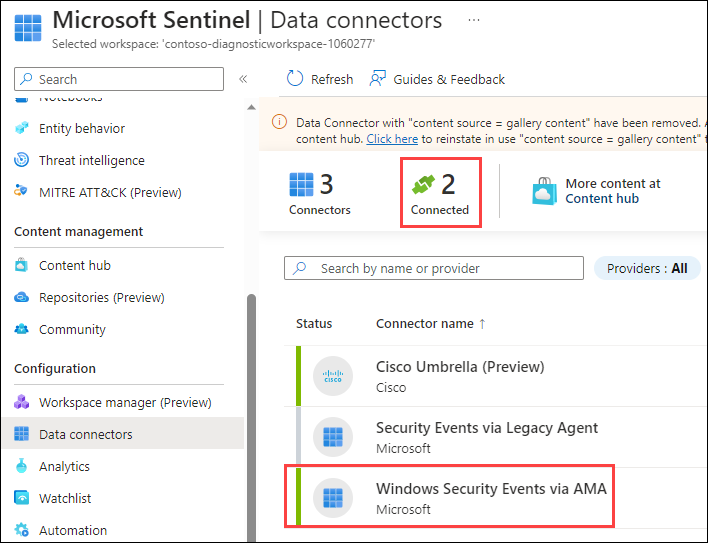 Microsoft Sentinel | Data connectors ...
Selected workspace: 'contoso-diagnosticworkspace-1060277'
Search «
Notebooks
Entity behavior
Threat intelligence
MITRE ATT&CK (Preview)
Content management
Content hub
Repositories (Preview)
Community
Configuration
Workspace manager (Preview)
Data connectors
Analytics
Watchlist
Automation
Refresh
Guides & Feedback
Data Connector with "content source = gallery content" have been removed. A
content hub. Click here to reinstate in use "content source = gallery content" t
3
Connectors
2
Connected
More content at
Content hub
Search by name or provider
Providers : All
Status
Connector name ↑
CISCO
Cisco Umbrella (Preview)
Cisco
Security Events via Legacy Agent
Microsoft
Windows Security Events via AMA
Microsoft